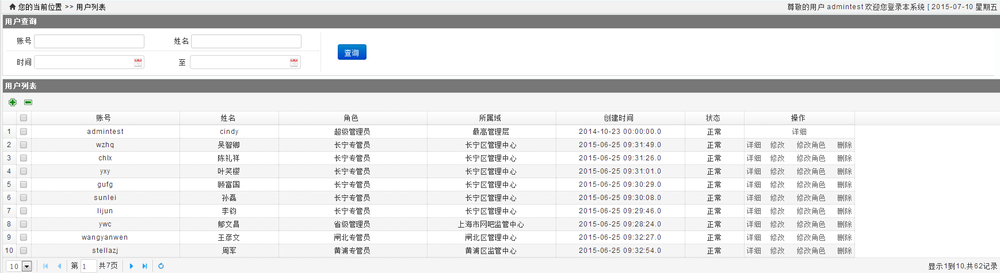 您的当前位置 >> 用户列表 尊敬的用户 admintest 欢迎您登录本系统 [ 2015-07-10 星期五
用户查询
账号 姓名
时间 至 查询
用户列表
账号 姓名 角色 所属域 创建时间 状态 操作
1 admintest cindy 超级管理员 最高管理层 2014-10-23 00:00:00.0 正常 详细
2 wzhq 吴智卿 长宁专管员 长宁区管理中心 2015-06-25 09:31:49.0 正常 详细 修改 修改角色 删除
3 chlx 陈礼祥 长宁专管员 长宁区管理中心 2015-06-25 09:31:26.0 正常 详细 修改 修改角色 删除
4 yxy 叶笑樱 长宁专管员 长宁区管理中心 2015-06-25 09:31:01.0 正常 详细 修改 修改角色 删除
5 gufg 顾富国 长宁专管员 长宁区管理中心 2015-06-25 09:30:29.0 正常 详细 修改 修改角色 删除
6 sunlei 孙磊 长宁专管员 长宁区管理中心 2015-06-25 09:30:08.0 正常 详细 修改 修改角色 删除
7 lijun 李钧 长宁专管员 长宁区管理中心 2015-06-25 09:29:46.0 正常 详细 修改 修改角色 删除
8 ywc 郁文昌 省级管理员 上海市网吧监管中心 2015-06-25 09:28:24.0 正常 详细 修改 修改角色 删除
9 wangyanwen 王彦文 闸北专管员 闸北区管理中心 2015-06-25 09:32:27.0 正常 详细 修改 修改角色 删除
10 stellazj 周军 黄浦专管员 黄浦区监管中心 2015-06-25 09:32:54.0 正常 详细 修改 修改角色 删除
10 第 1 共7页 显示1到10,共62记录